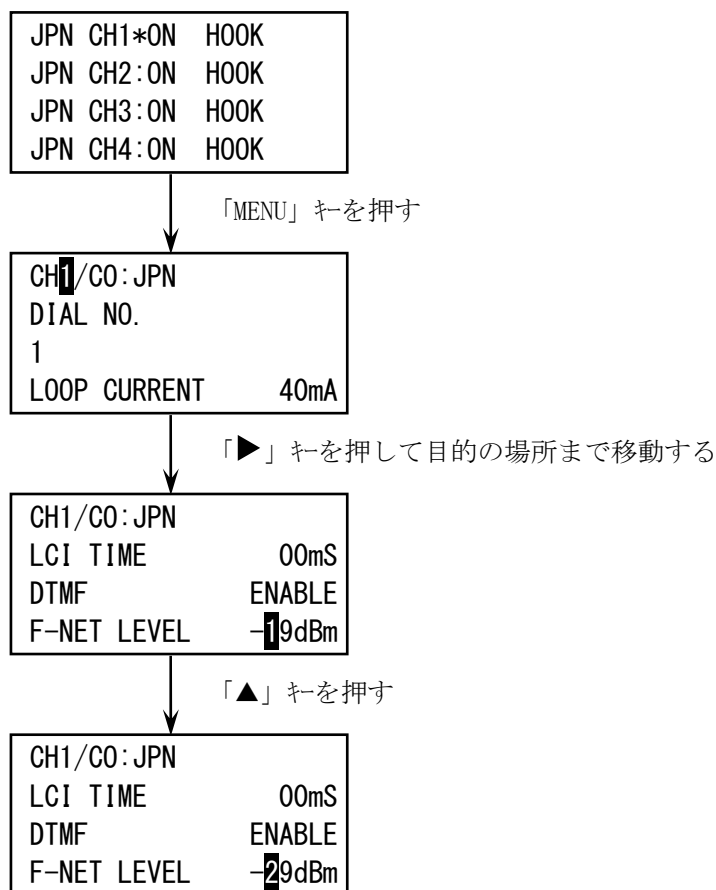 JPN CH1*ON HOOK
JPN CH2:ON HOOK
JPN CH3:ON HOOK
JPN CH4:ON HOOK
「MENU」キーを押す
CH1/CO:JPN
DIAL NO.
1
LOOP CURRENT 40mA
「▶」キーを押して目的の場所まで移動する
CH1/CO:JPN
LCI TIME 00mS
DTMF ENABLE
F-NET LEVEL -19dBm
「▲」キーを押す
CH1/CO:JPN
LCI TIME 00mS
DTMF ENABLE
F-NET LEVEL -29dBm